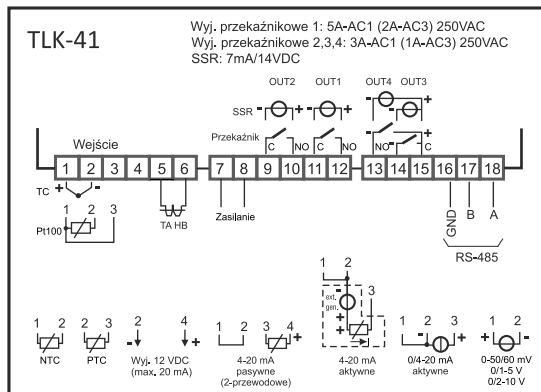 TLK-41
Wyj. przekaźnikowe 1: 5A-AC1 (2A-AC3) 250VAC
Wyj. przekaźnikowe 2,3,4: 3A-AC1 (1A-AC3) 250VAC
SSR: 7mA/14VDC
OUT2 OUT1 OUT4 OUT3
SSR - + - + - + - +
Przekaźnik
C NO C NO NO - + C
Wejście
1 2 3 4 5 6 7 8 9 10 11 12 13 14 15 16 17 18
TC + -
1 2 3
Pt100
TA HB
Zasilanie
GND B A
RS-485
1 2
NTC
1 2
PTC
2 4
- +
Wyj. 12 VDC
(max. 20 mA)
1 2 3 4
+
4-20 mA
pasywne
(2-przewodowe)
1 2 3
- ext. gen. +
+ -
4-20 mA
aktywne
1 2 3
- +
0/4-20 mA
aktywne
1 2
+ -
0-50/60 mV
0/1-5 V
0/2-10 V